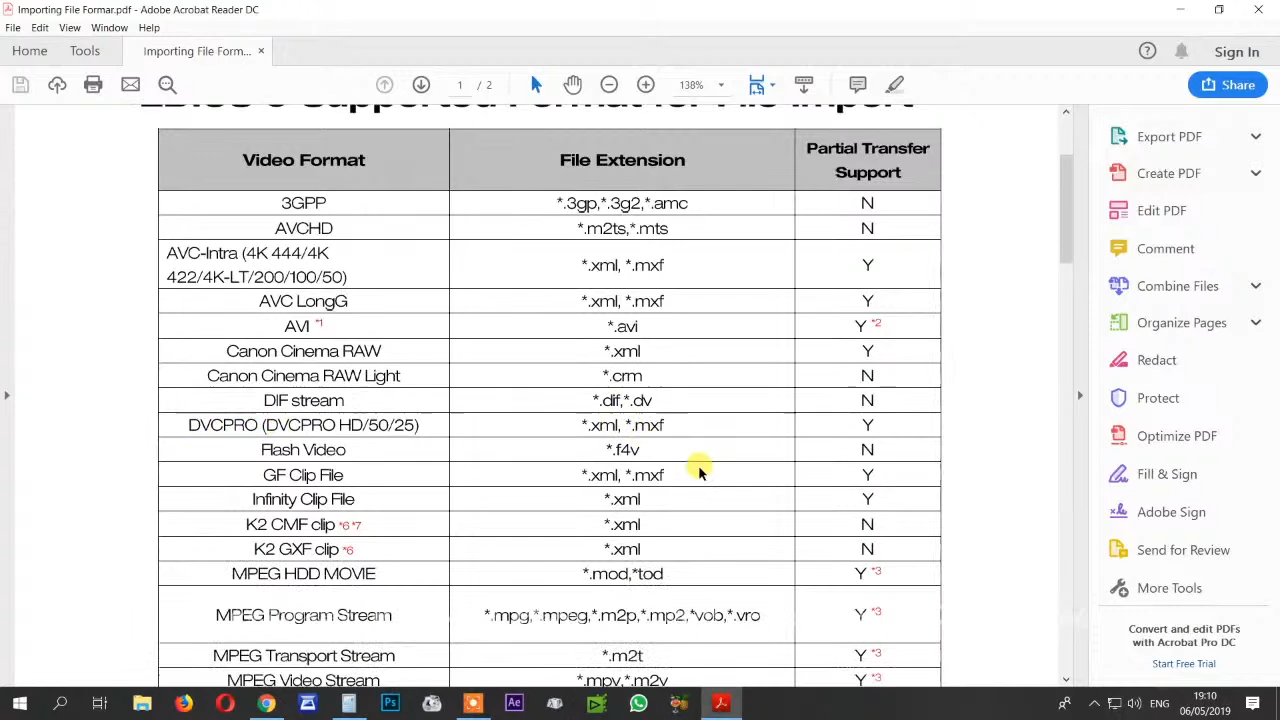 Importing File Formar.pdf - Adobe Acrobat Reader DC
File Edit View Window Help
Home Tools Importing File Form... × Sign In
1 / 2 138% Share
Supported Format for File Import
Video Format File Extension Partial Transfer Support
3GPP *.3gp,*.3g2,*.amc N
AVCHD *.m2ts,*.mts N
AVC-Intra (4K 444/4K
422/4K-LT/200/100/50) *.xml, *.mxf Y
AVC LongG *.xml, *.mxf Y
AVI *1 *.avi Y *2
Canon Cinema RAW *.xml Y
Canon Cinema RAW Light *.crm N
DIF stream *.dif,*.dv N
DVCPRO (DVCPRO HD/50/25) *.xml, *.mxf Y
Flash Video *.f4v N
GF Clip File *.xml, *.mxf Y
Infinity Clip File *.xml Y
K2 CMF clip *6 *7 *.xml N
K2 GXF clip *6 *.xml N
MPEG HDD MOVIE *.mod,*tod Y *3
MPEG Program Stream *.mpg,*.mpeg,*.m2p,*.mp2,*vob,*.vro Y *3
MPEG Transport Stream *.m2t Y *3
MPEG Video Stream *.mpv,*.m2v Y *3
Export PDF
Create PDF
Edit PDF
Comment
Combine Files
Organize Pages
Redact
Protect
Optimize PDF
Fill & Sign
Adobe Sign
Send for Review
More Tools
Convert and edit PDFs
with Acrobat Pro DC
Start Free Trial
Ps
Ae
ENG
19:10
06/05/2019